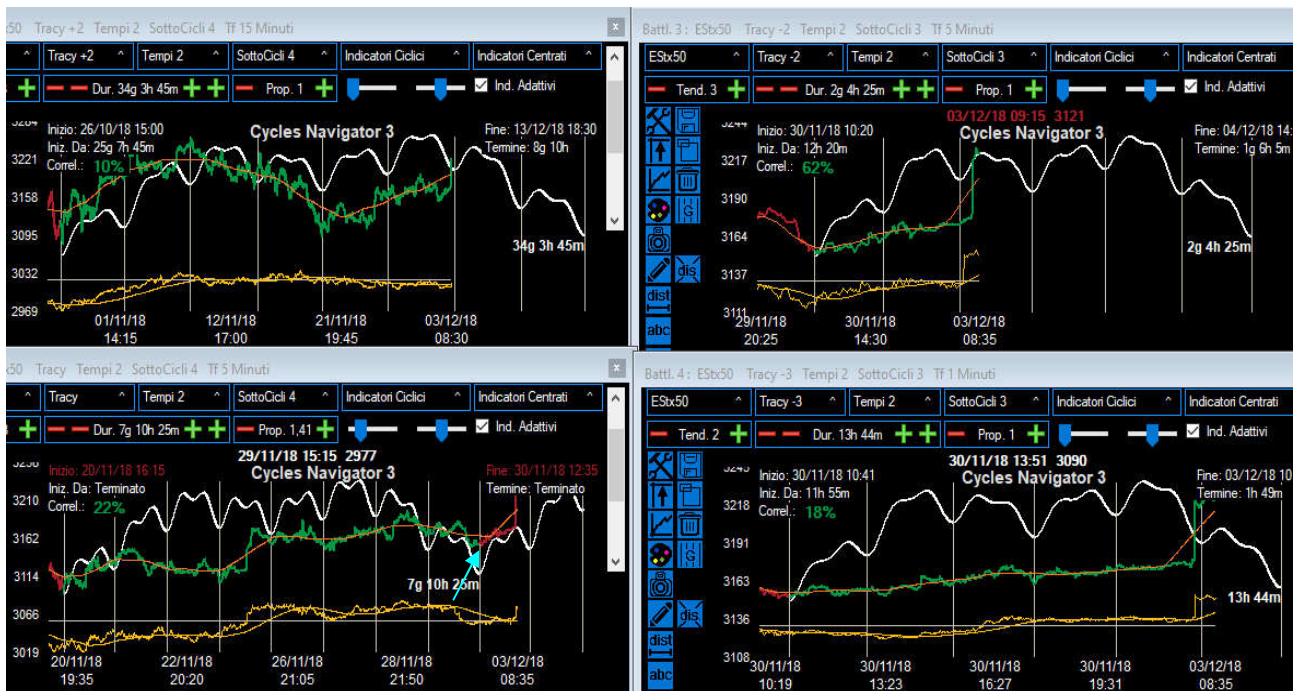 x50 Tracy +2 Tempi 2 SottoCicli 4 Tf 15 Minuti x
^ Tracy +2 ^ Tempi 2 ^ SottoCicli 4 ^ Indicatori Ciclici ^ Indicatori Centrati
Dur. 34g 3h 45m Prop. 1 Ind. Adattivi
Inizio: 26/10/18 15:00 Cycles Navigator 3 Fine: 13/12/18 18:30
Iniz. Da: 25g 7h 45m Termine: 8g 10h
Correl.: 10%
3221
3158
3095
34g 3h 45m
3032
2969
01/11/18 12/11/18 21/11/18 03/12/18
14:15 17:00 19:45 08:30
Battl. 3 : EStx50 Tracy -2 Tempi 2 SottoCicli 3 Tf 5 Minuti
EStx50 ^ Tracy -2 ^ Tempi 2 ^ SottoCicli 3 ^ Indicatori Ciclici ^ Indicatori Centrati
Tend. 3 Dur. 2g 4h 25m Prop. 1 Ind. Adattivi
03/12/18 09:15 3121
3244
Inizio: 30/11/18 10:20 Cycles Navigator 3 Fine: 04/12/18 14:
Iniz. Da: 12h 20m Termine: 1g 6h 5m
Correl.: 62%
3217
3190
G
3164
2g 4h 25m
3137
dis
dist
3111
abc
29/11/18 30/11/18 03/12/18
20:25 14:30 08:35
x50 Tracy Tempi 2 SottoCicli 4 Tf 5 Minuti x
^ Tracy ^ Tempi 2 ^ SottoCicli 4 ^ Indicatori Ciclici ^ Indicatori Centrati
Dur. 7g 10h 25m Prop. 1,41 Ind. Adattivi
29/11/18 15:15 2977
Inizio: 20/11/18 16:15 Cycles Navigator 3 Fine: 30/11/18 12:35
Iniz. Da: Terminato Termine: Terminato
Correl.: 22%
3210
3162
3114
7g 10h 25m
3066
3019
20/11/18 22/11/18 26/11/18 28/11/18 03/12/18
19:35 20:20 21:05 21:50 08:35
Battl. 4 : EStx50 Tracy -3 Tempi 2 SottoCicli 3 Tf 1 Minuti
EStx50 ^ Tracy -3 ^ Tempi 2 ^ SottoCicli 3 ^ Indicatori Ciclici ^ Indicatori Centrati
Tend. 2 Dur. 13h 44m Prop. 1 Ind. Adattivi
30/11/18 13:51 3090
Inizio: 30/11/18 10:41 Cycles Navigator 3 Fine: 03/12/18 10
Iniz. Da: 11h 55m Termine: 1h 49m
Correl.: 18%
3218
G
3191
3163
13h 44m
3136
dis
dist
3108
abc
30/11/18 30/11/18 30/11/18 30/11/18 03/12/18
10:19 13:23 16:27 19:31 08:35